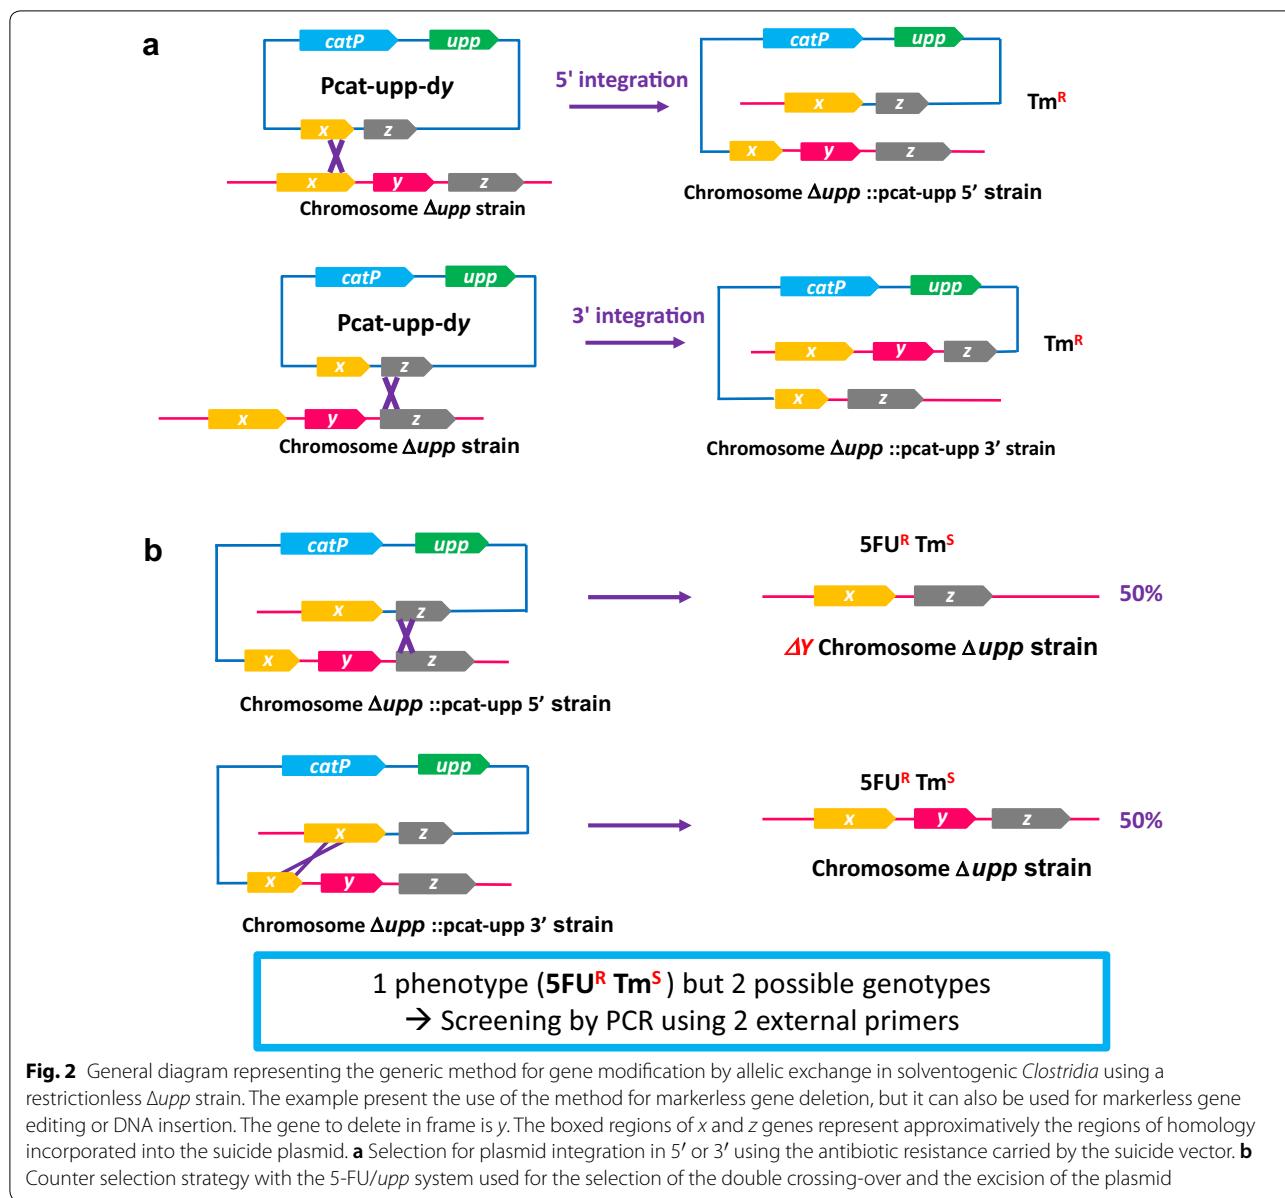 a
catP
upp
Pcat-upp-dy
x
z
x
y
z
Chromosome Δupp strain
5' integration
catP
upp
x
z
x
y
z
TmR
Chromosome Δupp ::pcat-upp 5’ strain
catP
upp
Pcat-upp-dy
x
z
x
y
z
Chromosome Δupp strain
3' integration
catP
upp
x
y
z
x
z
TmR
Chromosome Δupp ::pcat-upp 3’ strain
b
catP
upp
x
z
x
y
z
Chromosome Δupp ::pcat-upp 5’ strain
5FUR TmS
x
z
50%
ΔY Chromosome Δupp strain
catP
upp
x
z
x
y
z
Chromosome Δupp ::pcat-upp 3’ strain
5FUR TmS
x
y
z
50%
Chromosome Δupp strain
1 phenotype (5FUR TmS ) but 2 possible genotypes
→ Screening by PCR using 2 external primers
Fig. 2 General diagram representing the generic method for gene modification by allelic exchange in solventogenic Clostridia using a
restrictionless Δupp strain. The example present the use of the method for markerless gene deletion, but it can also be used for markerless gene
editing or DNA insertion. The gene to delete in frame is y. The boxed regions of x and z genes represent approximatively the regions of homology
incorporated into the suicide plasmid. a Selection for plasmid integration in 5′ or 3′ using the antibiotic resistance carried by the suicide vector. b
Counter selection strategy with the 5-FU/upp system used for the selection of the double crossing-over and the excision of the plasmid